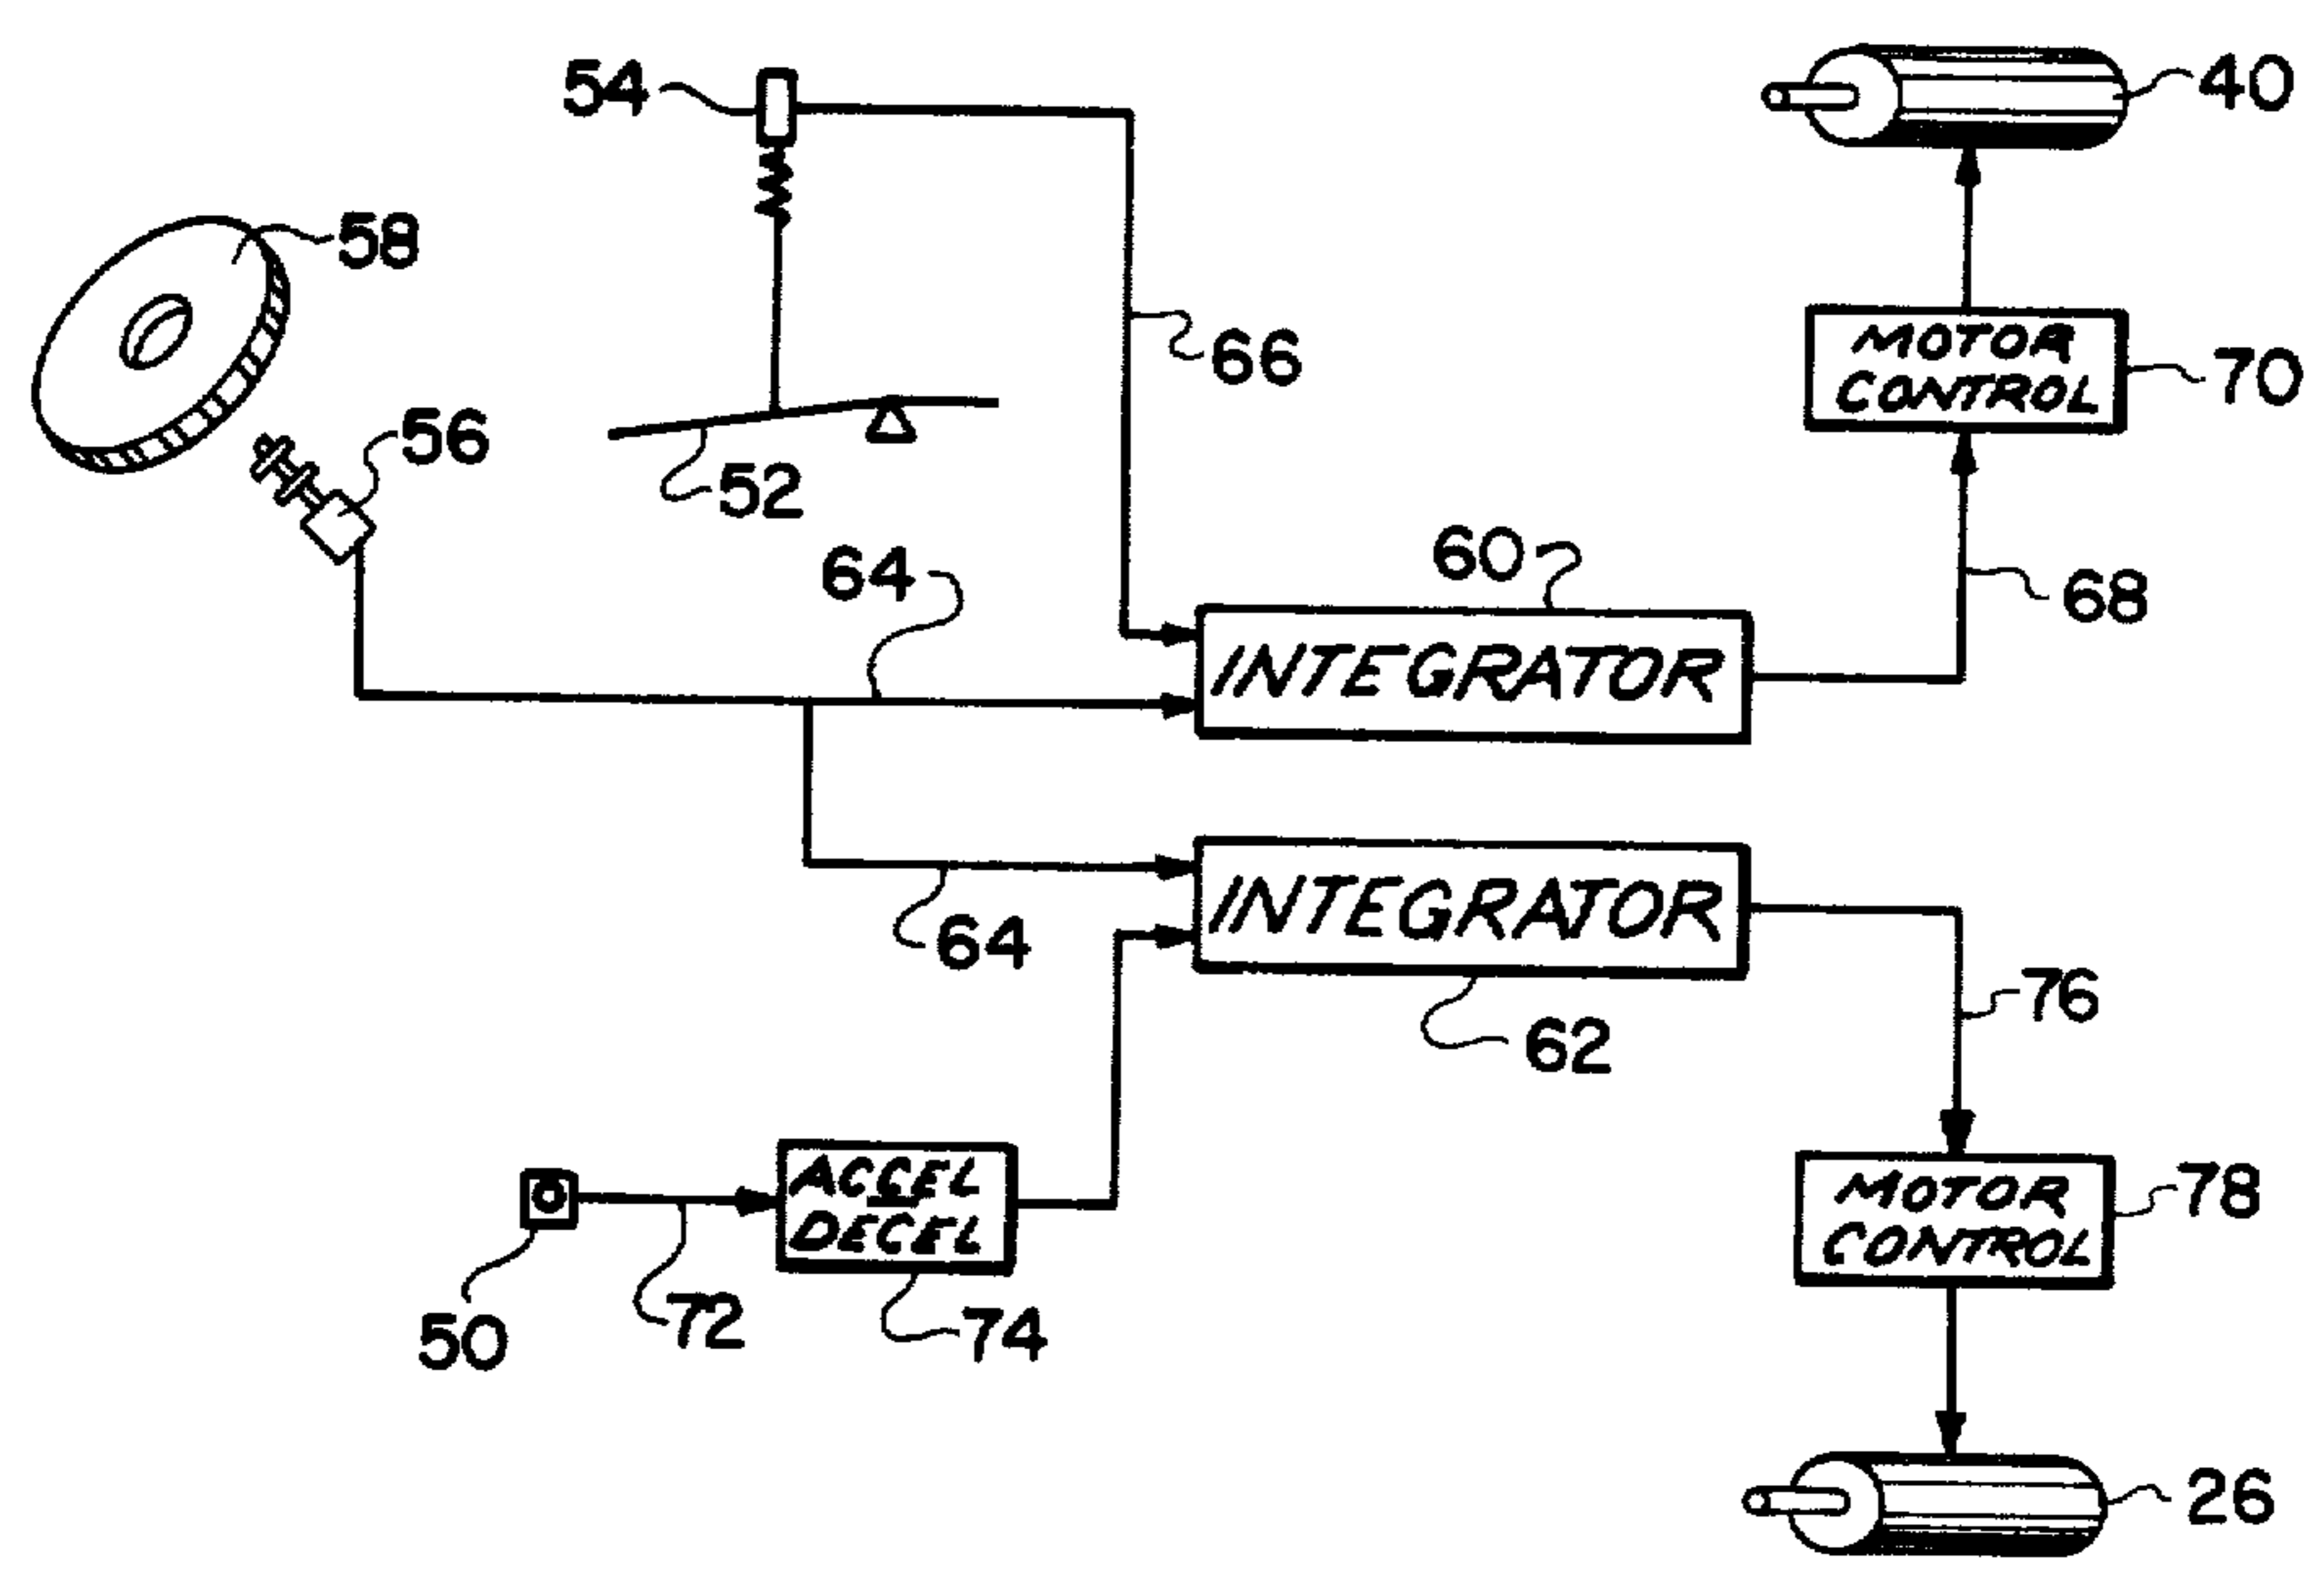 54
40
58
66
MOTOR
CONTROL
70
56
52
64
60
68
INTEGRATOR
INTEGRATOR
64
76
62
ACCEL
DECEL
MOTOR
CONTROL
78
50
72
74
26